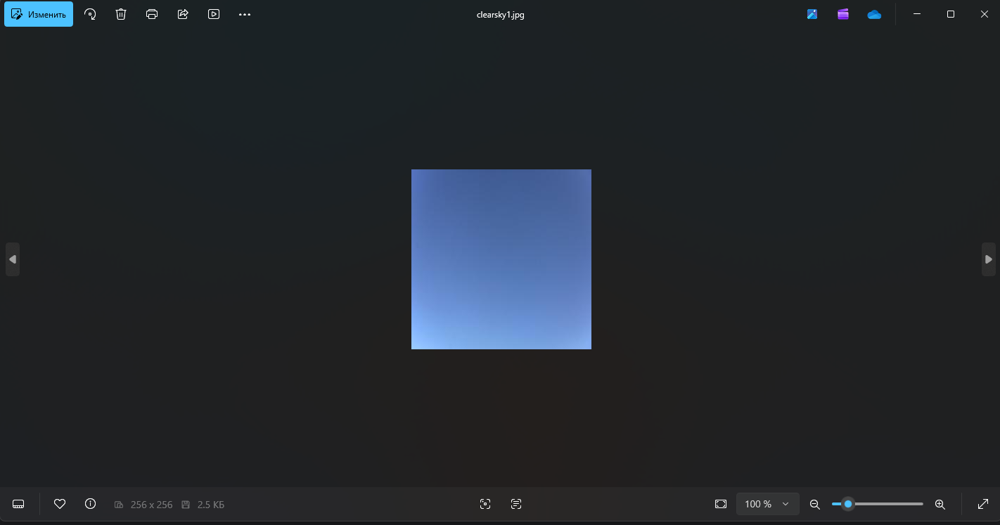 Изменить
clearsky1.jpg
256 x 256
2.5 КБ
100 %